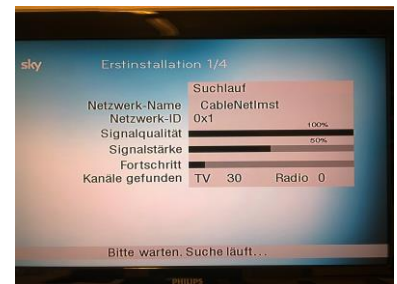 sky
Erstinstallation 1/4
Suchlauf
Netzwerk-Name CableNetImst
Netzwerk-ID 0x1
100%
Signalqualität
50%
Signalstärke
Fortschritt
Kanäle gefunden TV 30 Radio 0
Bitte warten. Suche läuft...
PHILIPS